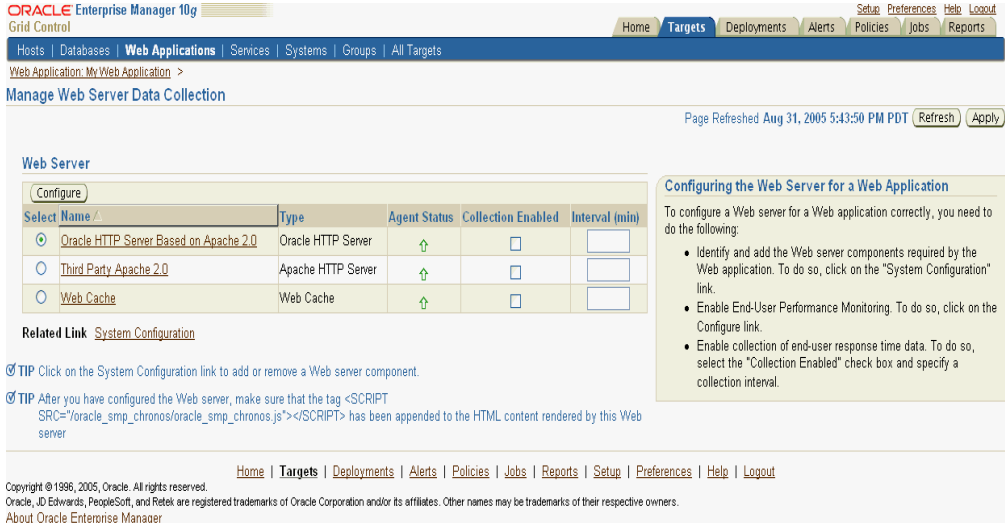 ORACLE Enterprise Manager 10g
Grid Control
Setup Preferences Help Logout
Home Targets Deployments Alerts Policies Jobs Reports
Hosts | Databases | Web Applications | Services | Systems | Groups | All Targets
Web Application: My Web Application >
Manage Web Server Data Collection
Page Refreshed Aug 31, 2005 5:43:50 PM PDT Refresh Apply
Web Server
Configure
Select Name Type Agent Status Collection Enabled Interval (min)
Oracle HTTP Server Based on Apache 2.0 Oracle HTTP Server
Third Party Apache 2.0 Apache HTTP Server
Web Cache Web Cache
Related Link System Configuration
TIP Click on the System Configuration link to add or remove a Web server component.
TIP After you have configured the Web server, make sure that the tag <SCRIPT
SRC="/oracle_smp_chronos/oracle_smp_chronos.js"></SCRIPT> has been appended to the HTML content rendered by this Web
server
Configuring the Web Server for a Web Application
To configure a Web server for a Web application correctly, you need to
do the following:
• Identify and add the Web server components required by the
Web application. To do so, click on the "System Configuration"
link.
• Enable End-User Performance Monitoring. To do so, click on the
Configure link.
• Enable collection of end-user response time data. To do so,
select the "Collection Enabled" check box and specify a
collection interval.
Home | Targets | Deployments | Alerts | Policies | Jobs | Reports | Setup | Preferences | Help | Logout
Copyright © 1996, 2005, Oracle. All rights reserved.
Oracle, JD Edwards, PeopleSoft, and Retek are registered trademarks of Oracle Corporation and/or its affiliates. Other names may be trademarks of their respective owners.
About Oracle Enterprise Manager